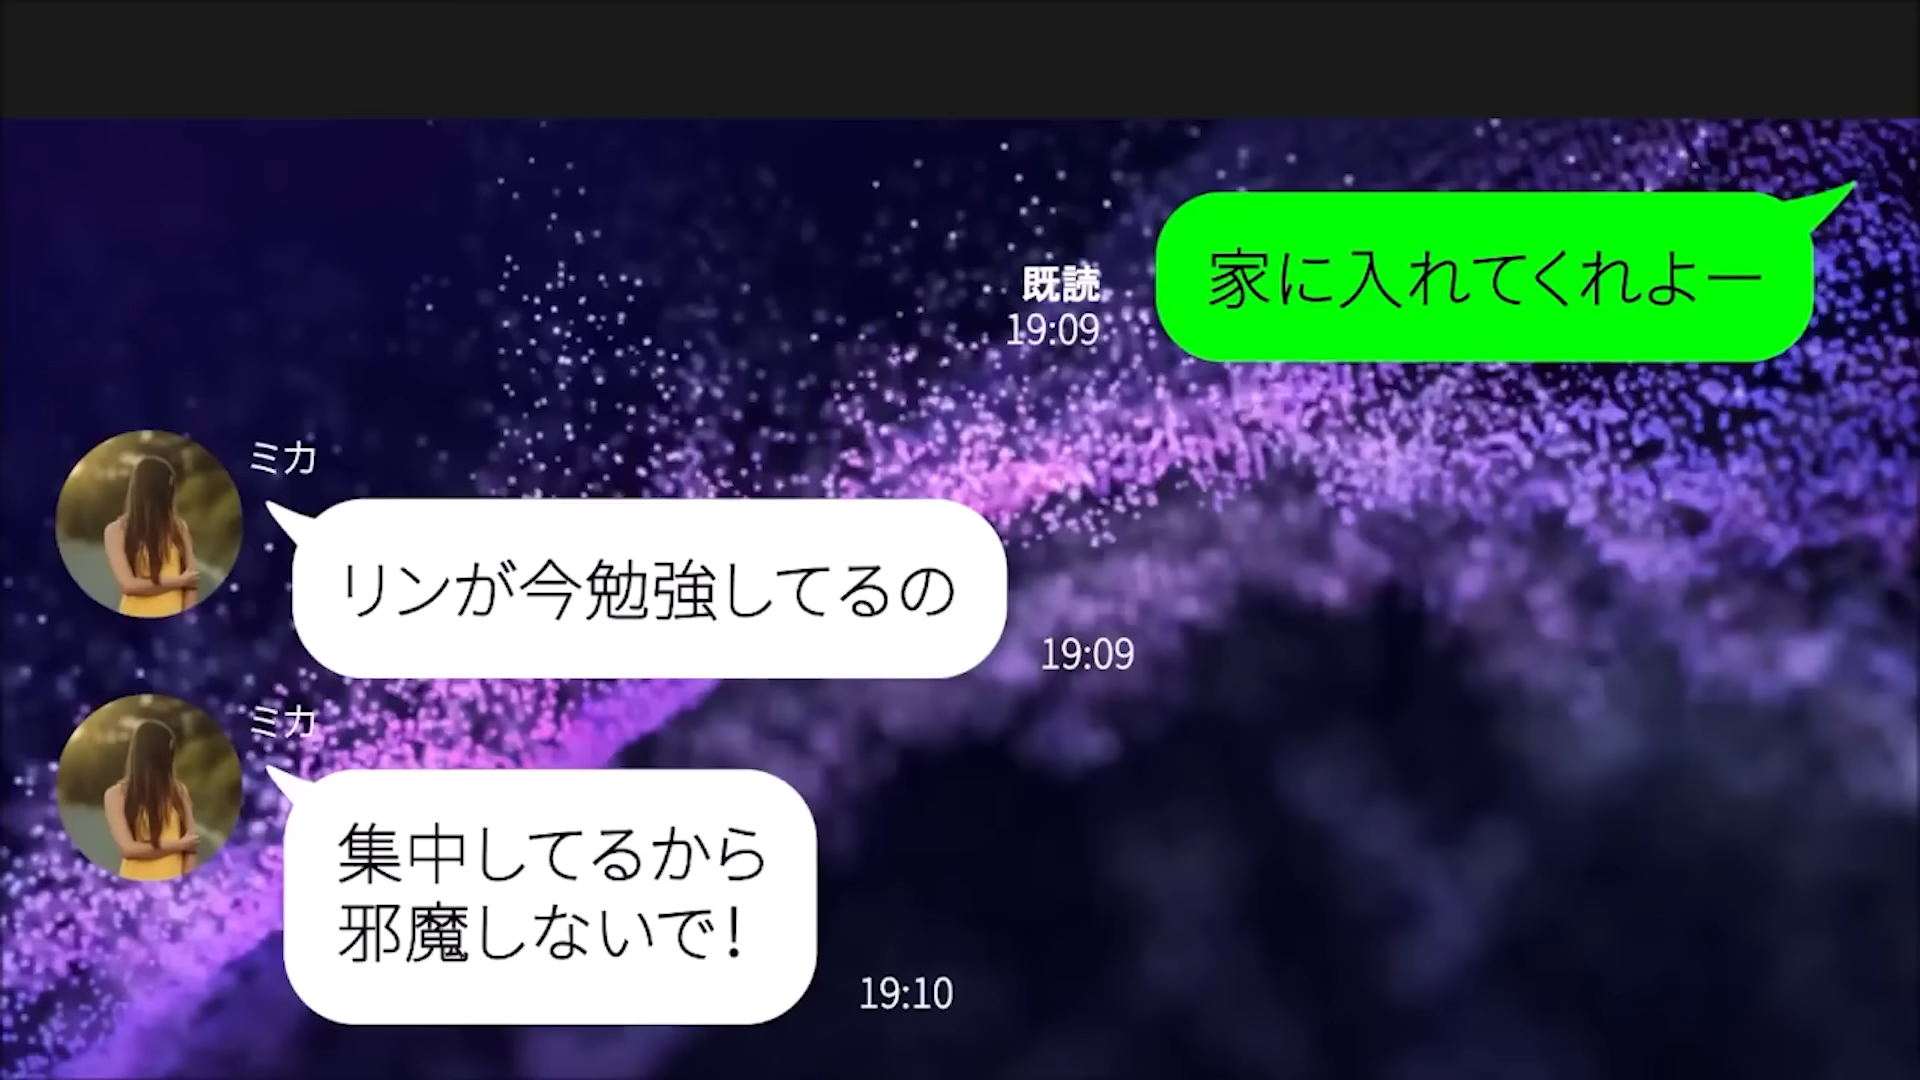 家に入れてくれよー
既読
19:09
ミカ
リンが今勉強してるの
19:09
ミカ
集中してるから
邪魔しないで！
19:10